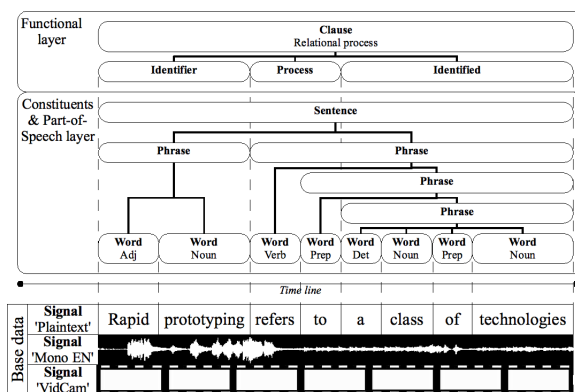 Functional
layer
Clause
Relational process
Identifier Process Identified
Constituents
& Part-of-
Speech layer
Sentence
Phrase Phrase
Phrase
Phrase
Word Word Word Word Word Word Word Word
Adj Noun Verb Prep Det Noun Prep Noun
Time line
Base data
Signal
'Plaintext'
Rapid prototyping refers to a class of technologies
Signal
'Mono EN'
Signal
'VidCam'